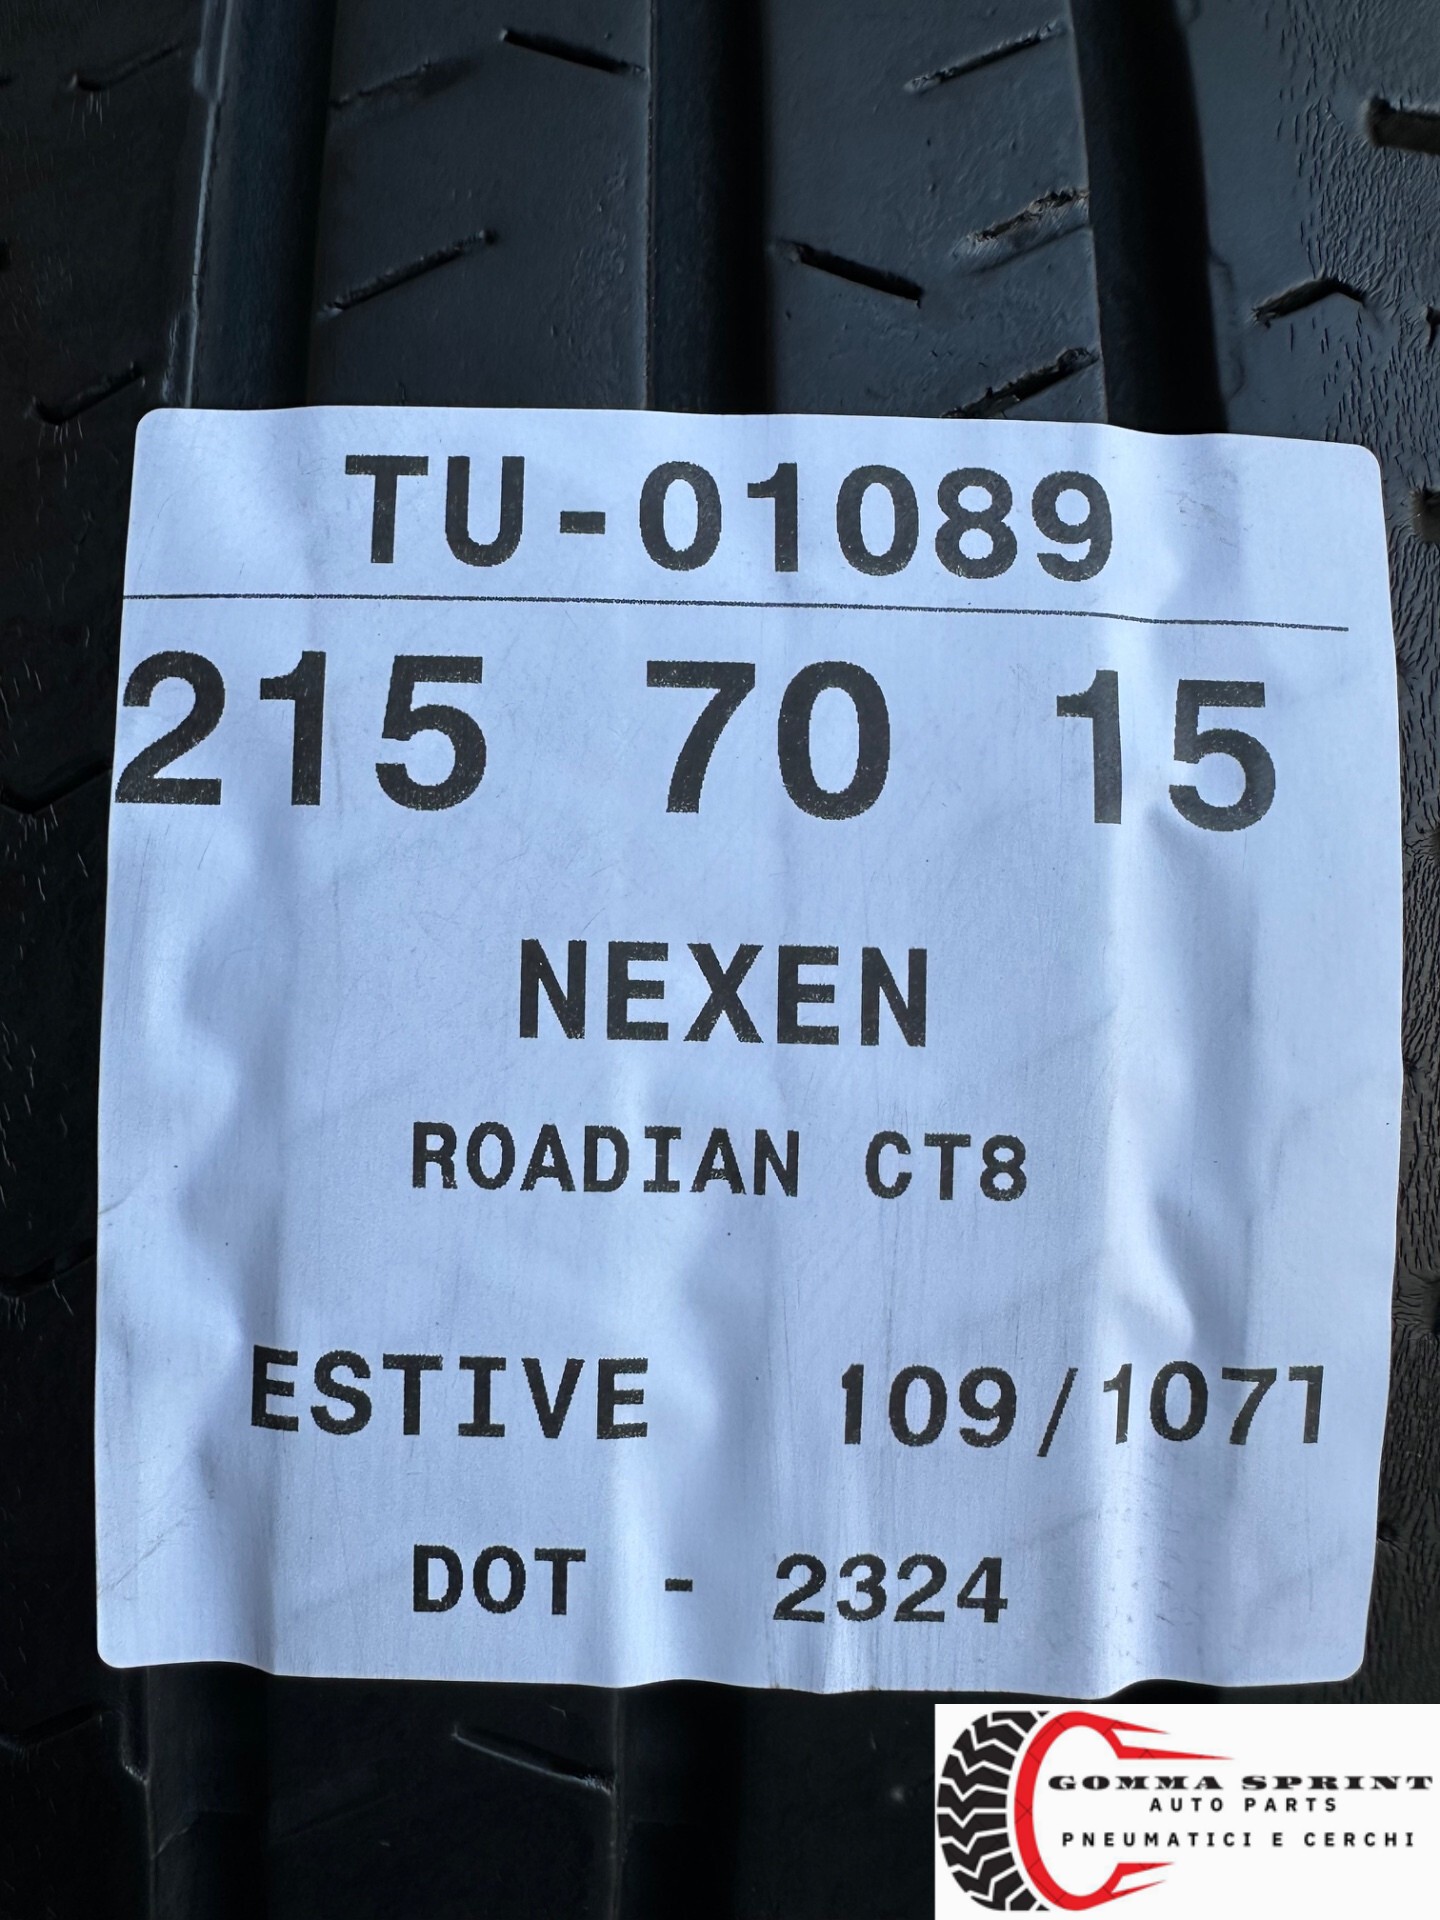 TU-01089
215 70 15
NEXEN
ROADIAN CT8
ESTIVE 109/107T
DOT - 2324
GOMMA SPRINT
AUTO PARTS
PNEUMATICI E CERCHI